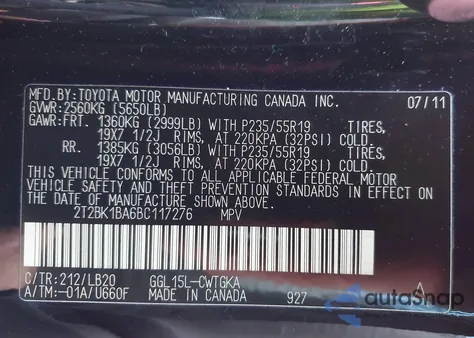 MFD.BY:TOYOTA MOTOR MANUFACTURING CANADA INC. 07/11
GVWR:2560KG (5650LB)
GAWR:FRT. 1360KG (2999LB) WITH P235/55R19 TIRES,
19X7 1/2J RIMS, AT 220KPA (32PSI) COLD
RR. 1385KG (3056LB) WITH P235/55R19 TIRES,
19X7 1/2J RIMS, AT 220KPA (32PSI) COLD.
THIS VEHICLE CONFORMS TO ALL APPLICABLE FEDERAL MOTOR
VEHICLE SAFETY AND THEFT PREVENTION STANDARDS IN EFFECT ON
THE DATE OF MANUFACTURE SHOWN ABOVE.
2T2BK1BA6BC117276 MPV
C/TR:212/LB20 GGL15L-CWTGKA A
A/TM:-01A/U660F MADE IN CANADA 927
autoSnap